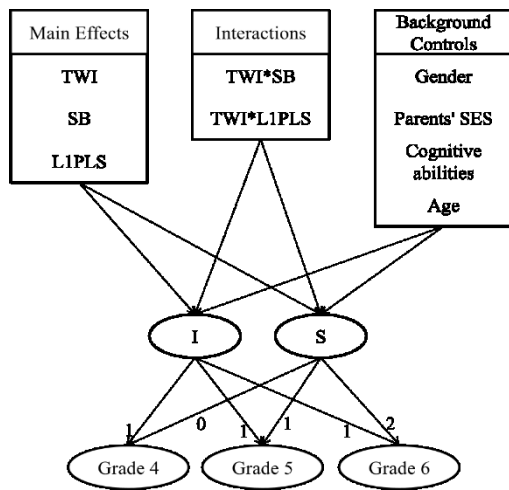 Main Effects
TWI
SB
L1PLS
Interactions
TWI*SB
TWI*L1PLS
Background
Controls
Gender
Parents' SES
Cognitive
abilities
Age
I
S
1
0
1
1
1
2
Grade 4
Grade 5
Grade 6